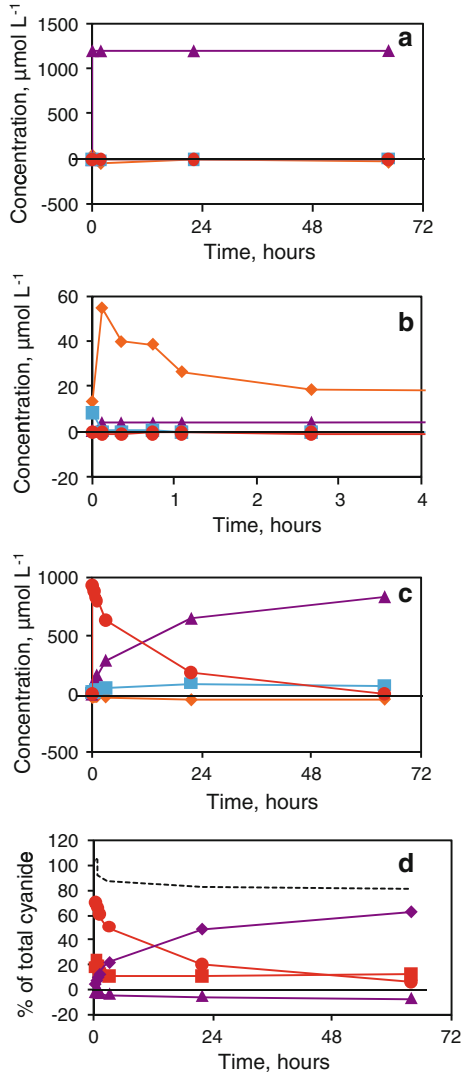 1500
1000
500
0
-500
Concentration, µmol L⁻¹
a
0 24 48 72
Time, hours
60
40
20
0
-20
Concentration, µmol L⁻¹
b
0 1 2 3 4
Time, hours
1000
500
0
-500
Concentration, µmol L⁻¹
c
0 24 48 72
Time, hours
120
100
80
60
40
20
0
-20
% of total cyanide
d
0 24 48 72
Time, hours